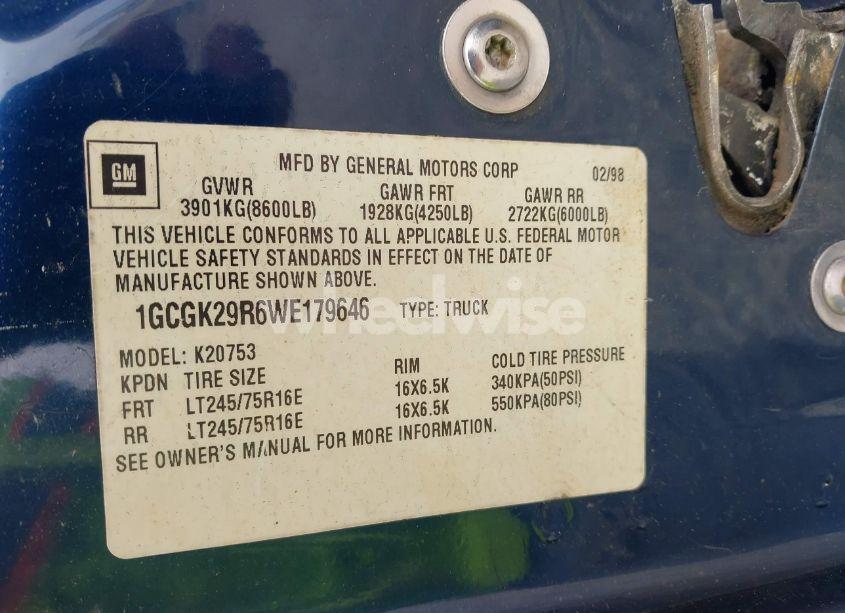 GM
MFD BY GENERAL MOTORS CORP 02/98
GVWR GAWR FRT GAWR RR
3901KG(8600LB) 1928KG(4250LB) 2722KG(6000LB)
THIS VEHICLE CONFORMS TO ALL APPLICABLE U.S. FEDERAL MOTOR
VEHICLE SAFETY STANDARDS IN EFFECT ON THE DATE OF
MANUFACTURE SHOWN ABOVE.
1GCGK29R6WE179646 TYPE: TRUCK
wheelwise
MODEL: K20753
KPDN TIRE SIZE RIM COLD TIRE PRESSURE
FRT LT245/75R16E 16X6.5K 340KPA(50PSI)
RR LT245/75R16E 16X6.5K 550KPA(80PSI)
SEE OWNER'S MANUAL FOR MORE INFORMATION.